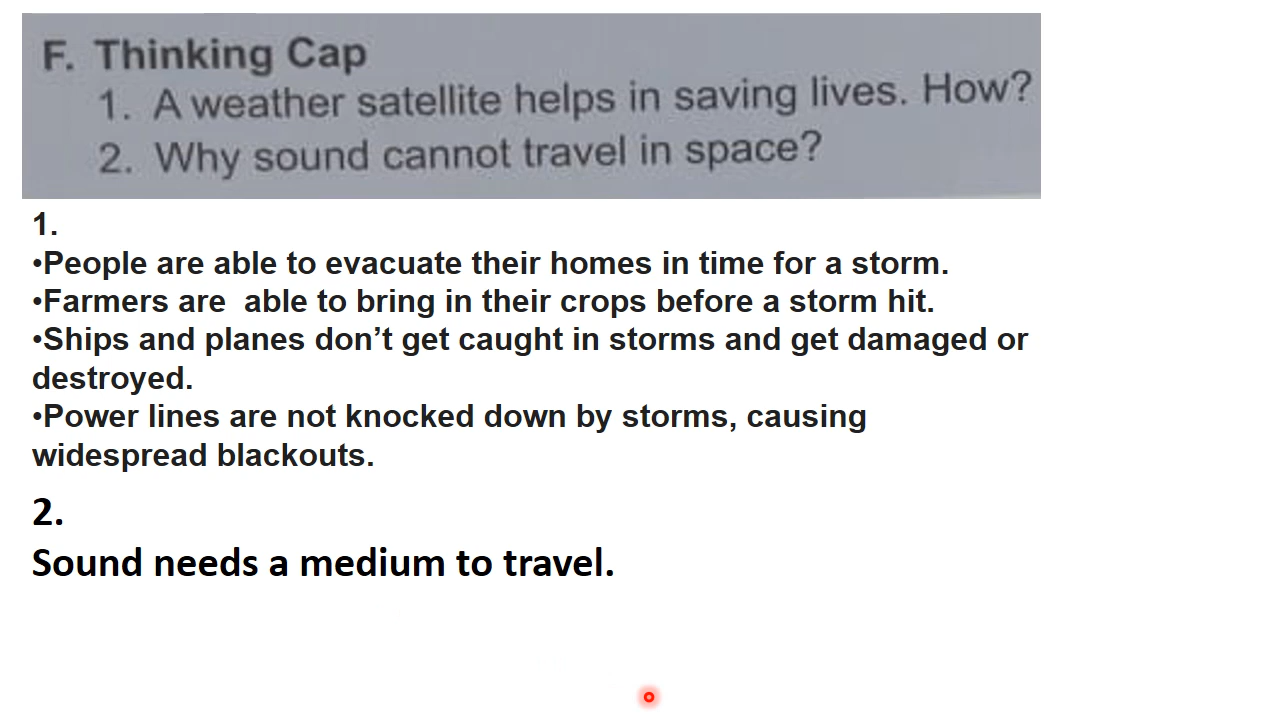 F. Thinking Cap
1. A weather satellite helps in saving lives. How?
2. Why sound cannot travel in space?
1.
•People are able to evacuate their homes in time for a storm.
•Farmers are  able to bring in their crops before a storm hit.
•Ships and planes don’t get caught in storms and get damaged or
destroyed.
•Power lines are not knocked down by storms, causing
widespread blackouts.
2.
Sound needs a medium to travel.